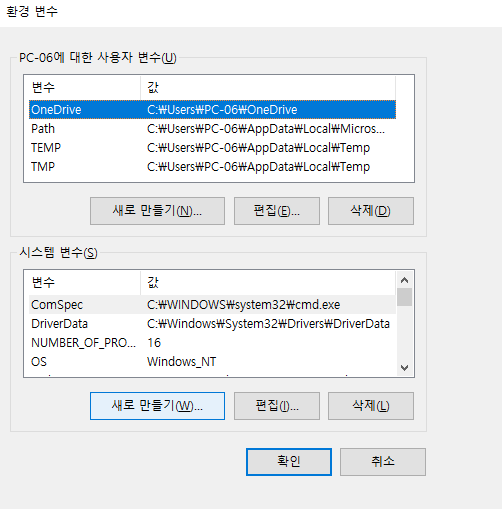 환경 변수
PC-06에 대한 사용자 변수(U)
변수 값
OneDrive C:₩Users₩PC-06₩OneDrive
Path C:₩Users₩PC-06₩AppData₩Local₩Micros...
TEMP C:₩Users₩PC-06₩AppData₩Local₩Temp
TMP C:₩Users₩PC-06₩AppData₩Local₩Temp
새로 만들기(N)... 편집(E)... 삭제(D)
시스템 변수(S)
변수 값
ComSpec C:₩WINDOWS₩system32₩cmd.exe
DriverData C:₩Windows₩System32₩Drivers₩DriverData
NUMBER_OF_PRO... 16
OS Windows_NT
새로 만들기(W)... 편집(I)... 삭제(L)
확인 취소